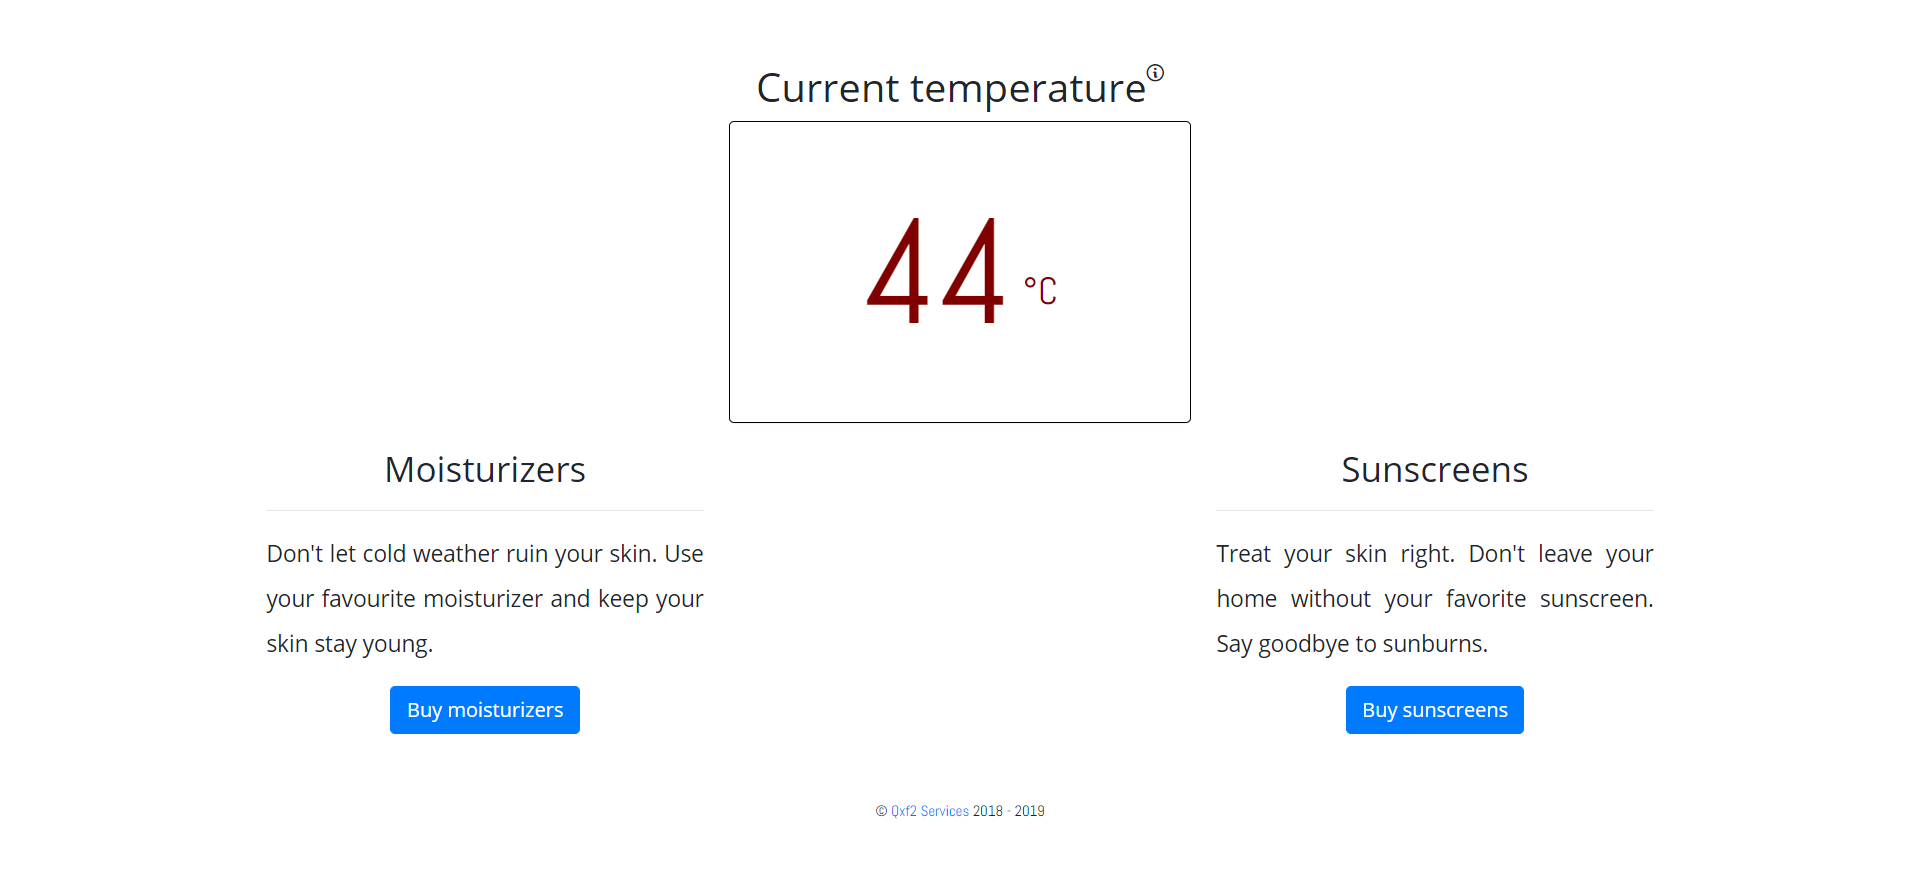 Current temperature
44 °C
Moisturizers
Don't let cold weather ruin your skin. Use
your favourite moisturizer and keep your
skin stay young.
Buy moisturizers
Sunscreens
Treat your skin right. Don't leave your
home without your favorite sunscreen.
Say goodbye to sunburns.
Buy sunscreens
© Qxf2 Services 2018 - 2019